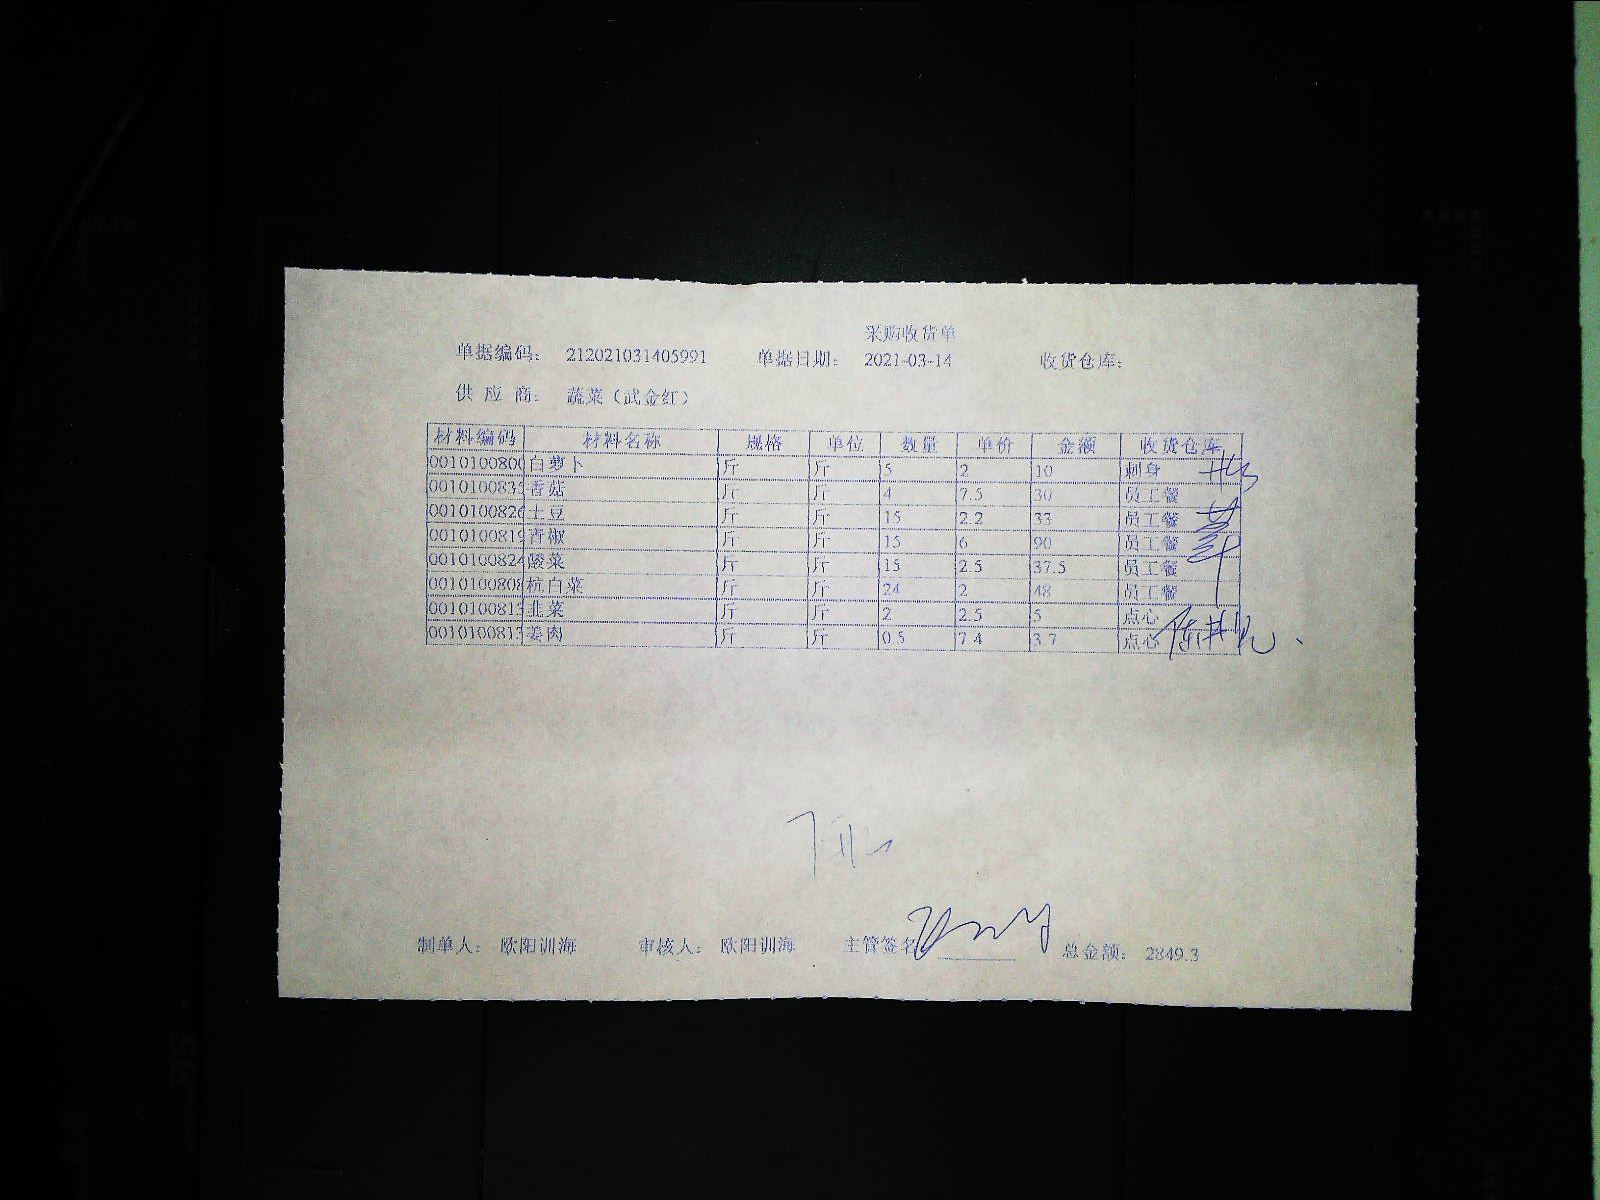 采购收货单
单据编码： 212021031405991 单据日期： 2021-03-14 收货仓库：
供 应 商： 蔬菜（武金红）
材料编码 材料名称 规格 单位 数量 单价 金额 收货仓库
0010100800 白萝卜 斤 斤 5 2 10 刺身
0010100835 香菇 斤 斤 4 7.5 30 员工餐
0010100826 土豆 斤 斤 15 2.2 33 员工餐
0010100819 青椒 斤 斤 15 6 90 员工餐
0010100824 酸菜 斤 斤 15 2.5 37.5 员工餐
0010100808 杭白菜 斤 斤 24 2 48 员工餐
0010100813 韭菜 斤 斤 2 2.5 5 点心
0010100813 姜肉 斤 斤 0.5 7.4 3.7 点心
制单人： 欧阳训海 审核人： 欧阳训海 主管签名 总金额： 2849.3